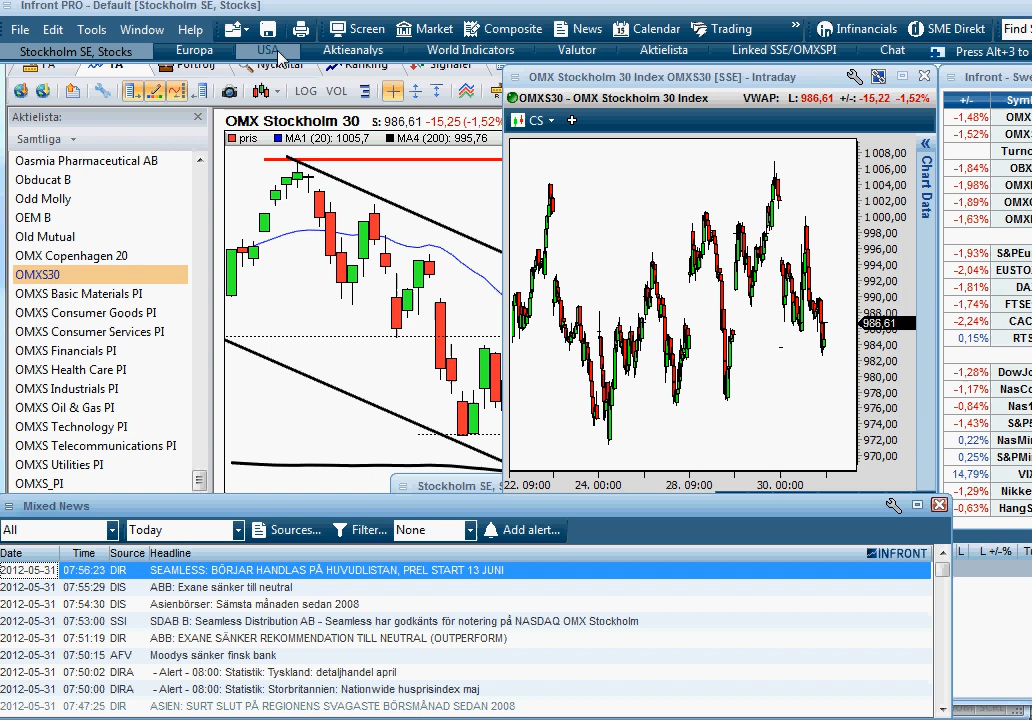 Infront PRO - Default [Stockholm SE, Stocks]
File Edit Tools Window Help Screen Market Composite News Calendar Trading » Infinancials SME Direkt Find
Stockholm SE, Stocks Europa USA Aktieanalys World Indicators Valutor Aktielista Linked SSE/OMXSPI Chat Press Alt+3 to
LOG VOL
Aktielista:
Samtliga
Oasmia Pharmaceutical AB
Obducat B
Odd Molly
OEM B
Old Mutual
OMX Copenhagen 20
OMXS30
OMXS Basic Materials PI
OMXS Consumer Goods PI
OMXS Consumer Services PI
OMXS Financials PI
OMXS Health Care PI
OMXS Industrials PI
OMXS Oil & Gas PI
OMXS Technology PI
OMXS Telecommunications PI
OMXS Utilities PI
OMXS_PI
OMX Stockholm 30 S: 986,61 -15,25 (-1,52%
pris MA1 (20): 1005,7 MA4 (200): 995,76
Stockholm SE, S
OMX Stockholm 30 Index OMXS30 [SSE] - Intraday
OMXS30 - OMX Stockholm 30 Index VWAP: L: 986,61 +/-: -15,22 -1,52%
CS
Chart Data
1 008,00
1 006,00
1 004,00
1 002,00
1 000,00
998,00
996,00
994,00
992,00
990,00
988,00
986,61
984,00
982,00
980,00
978,00
976,00
974,00
972,00
970,00
22. 09:00 24. 00:00 28. 09:00 30. 00:00
Infront - Swe
+/- Sym
-1,48% OMX
-1,52% OMX
Turno
-1,84% OBX
-1,98% OMX
-1,89% OMX
-1,63% OMX
-1,93% S&PEu
-2,04% EUSTO
-1,81% DA
-1,74% FTSE
-2,24% CAC
0,15% RTS
-1,28% DowJo
-1,17% NasCo
-0,84% Nas1
-1,43% S&P5
0,22% NasMin
0,25% S&PMi
14,79% VIX
-1,29% Nikke
-0,63% HangS
L L +/-%
Mixed News
All Today Sources... Filter... None Add alert...
Date Time Source Headline INFRONT
2012-05-31 07:56:23 DIR SEAMLESS: BÖRJAR HANDLAS PÅ HUVUDLISTAN, PREL START 13 JUNI
2012-05-31 07:55:29 DIS ABB: Exane sänker till neutral
2012-05-31 07:54:30 DIS Asienbörser: Sämsta månaden sedan 2008
2012-05-31 07:53:00 SSI SDAB B: Seamless Distribution AB - Seamless har godkänts för notering på NASDAQ OMX Stockholm
2012-05-31 07:51:19 DIR ABB: EXANE SÄNKER REKOMMENDATION TILL NEUTRAL (OUTPERFORM)
2012-05-31 07:50:15 AFV Moodys sänker finsk bank
2012-05-31 07:50:02 DIRA - Alert - 08:00: Statistik: Tyskland: detaljhandel april
2012-05-31 07:50:00 DIRA - Alert - 08:00: Statistik: Storbritannien: Nationwide husprisindex maj
2012-05-31 07:47:25 DIR ASIEN: SURT SLUT PÅ REGIONENS SVAGASTE BÖRSMÅNAD SEDAN 2008